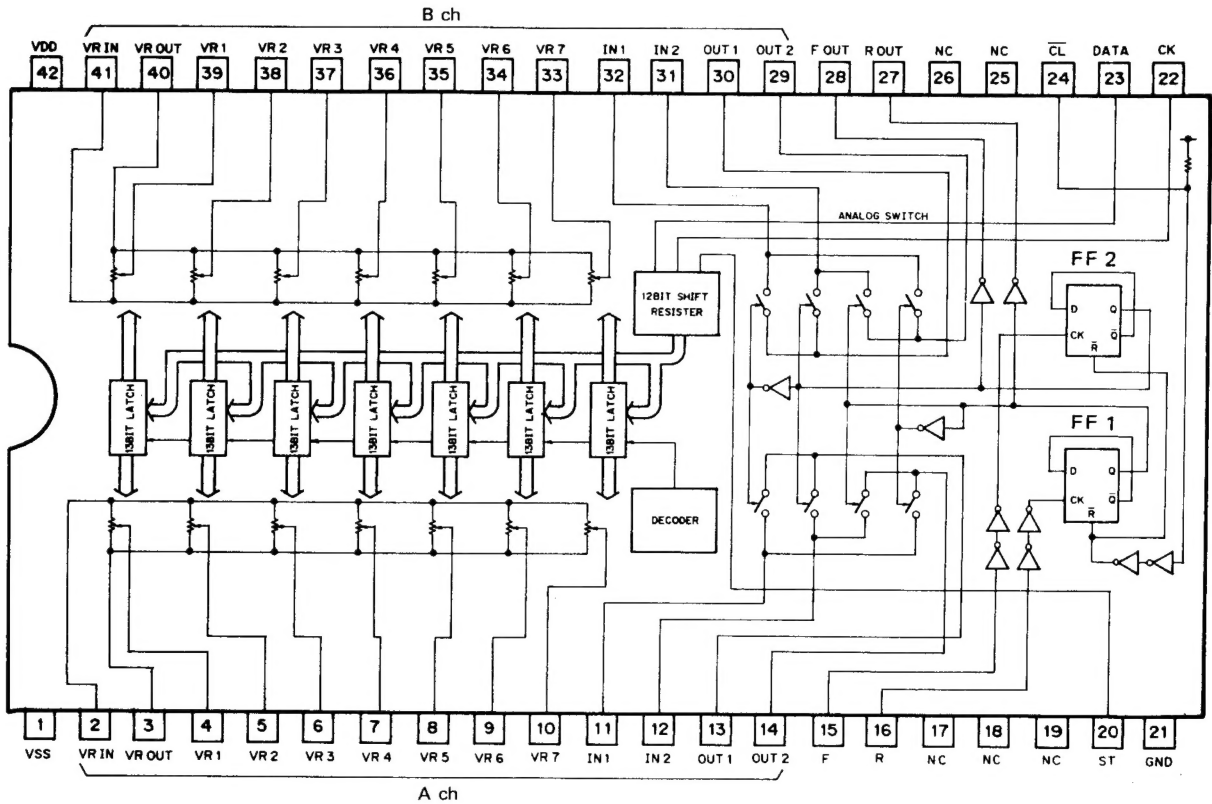 B ch
VDD VR IN VR OUT VR 1 VR 2 VR 3 VR 4 VR 5 VR 6 VR 7 IN 1 IN 2 OUT 1 OUT 2 F OUT R OUT NC NC C̅L̅ DATA CK
42 41 40 39 38 37 36 35 34 33 32 31 30 29 28 27 26 25 24 23 22
ANALOG SWITCH
12BIT SHIFT
RESISTER
FF 2
D Q
CK Q̅
R̅
13BIT LATCH 13BIT LATCH 13BIT LATCH 13BIT LATCH 13BIT LATCH 13BIT LATCH 13BIT LATCH
FF 1
D Q
CK Q̅
R̅
DECODER
1 2 3 4 5 6 7 8 9 10 11 12 13 14 15 16 17 18 19 20 21
VSS VR IN VR OUT VR 1 VR 2 VR 3 VR 4 VR 5 VR 6 VR 7 IN 1 IN 2 OUT 1 OUT 2 F R NC NC NC ST GND
A ch